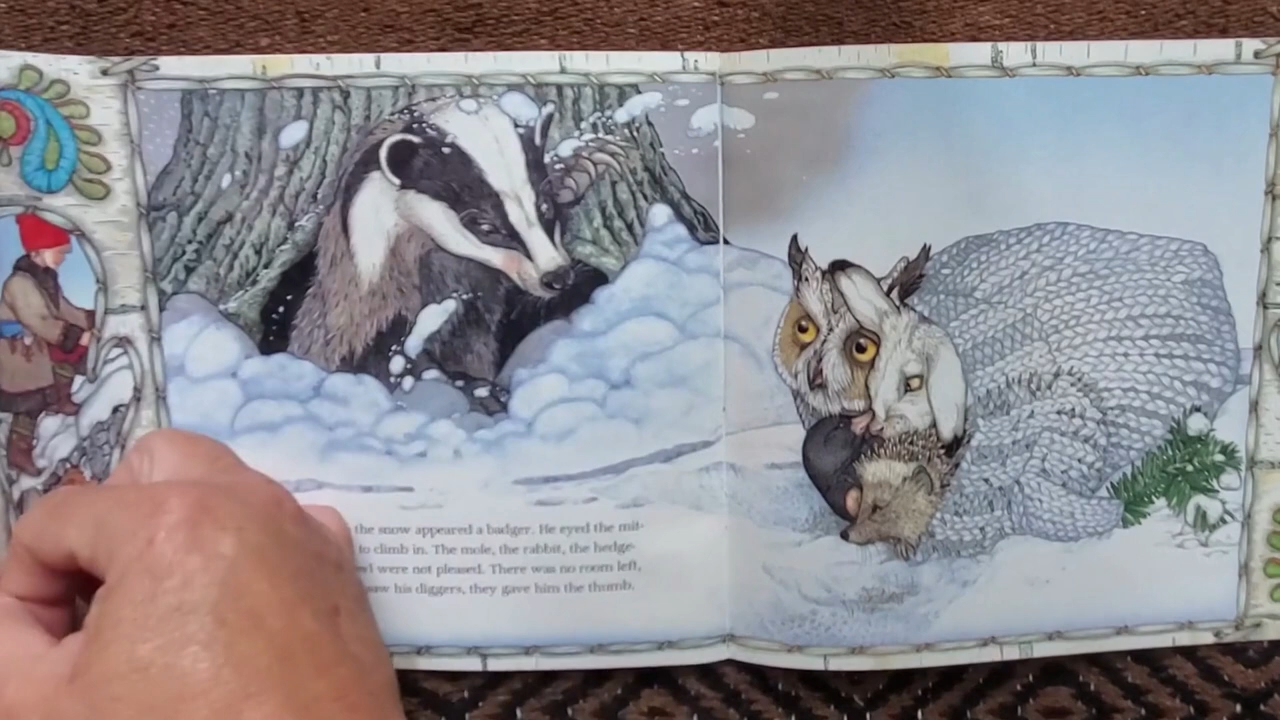 the snow appeared a badger. He eyed the mit-
to climb in. The mole, the rabbit, the hedge-
were not pleased. There was no room left,
saw his diggers, they gave him the thumb.